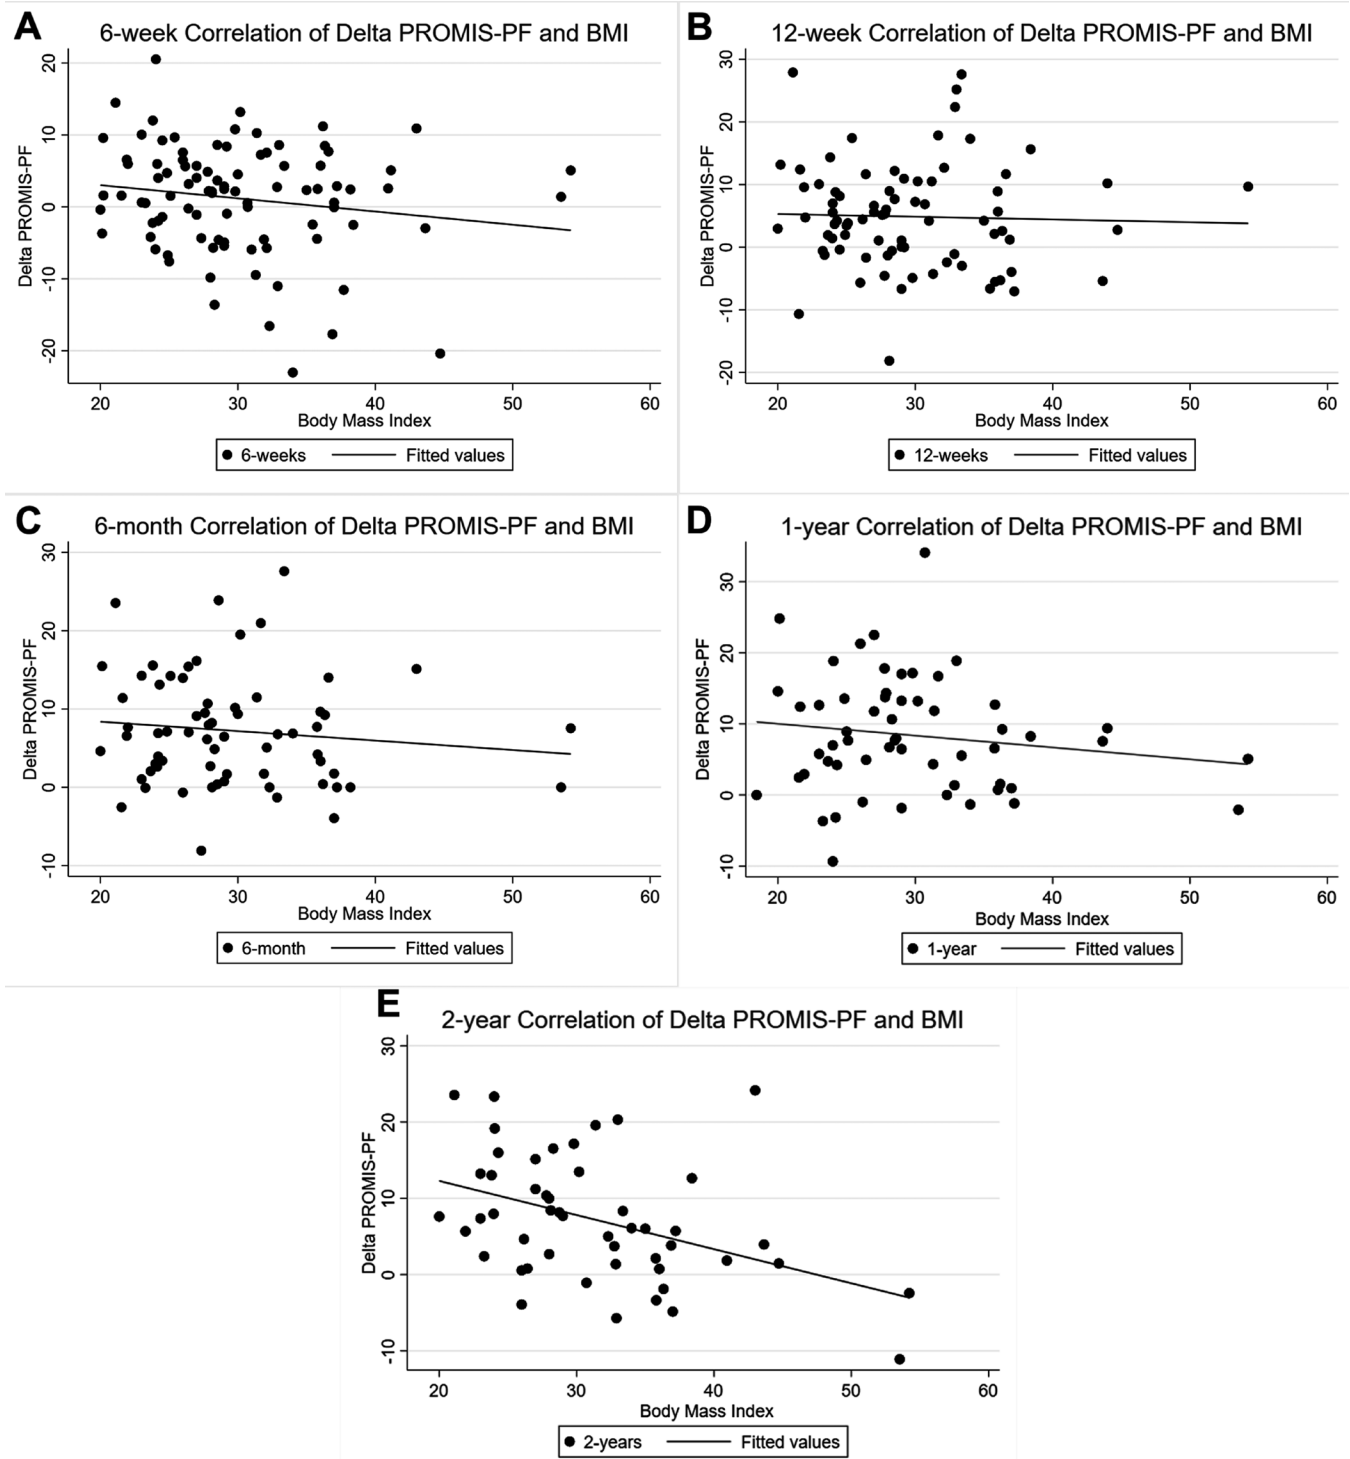 A
6-week Correlation of Delta PROMIS-PF and BMI
Delta PROMIS-PF
20
10
0
-10
-20
20 30 40 50 60
Body Mass Index
6-weeks Fitted values
B
12-week Correlation of Delta PROMIS-PF and BMI
Delta PROMIS-PF
30
20
10
0
-10
-20
20 30 40 50 60
Body Mass Index
12-weeks Fitted values
C
6-month Correlation of Delta PROMIS-PF and BMI
Delta PROMIS-PF
30
20
10
0
-10
20 30 40 50 60
Body Mass Index
6-month Fitted values
D
1-year Correlation of Delta PROMIS-PF and BMI
Delta PROMIS-PF
30
20
10
0
-10
20 30 40 50 60
Body Mass Index
1-year Fitted values
E
2-year Correlation of Delta PROMIS-PF and BMI
Delta PROMIS-PF
30
20
10
0
-10
20 30 40 50 60
Body Mass Index
2-years Fitted values